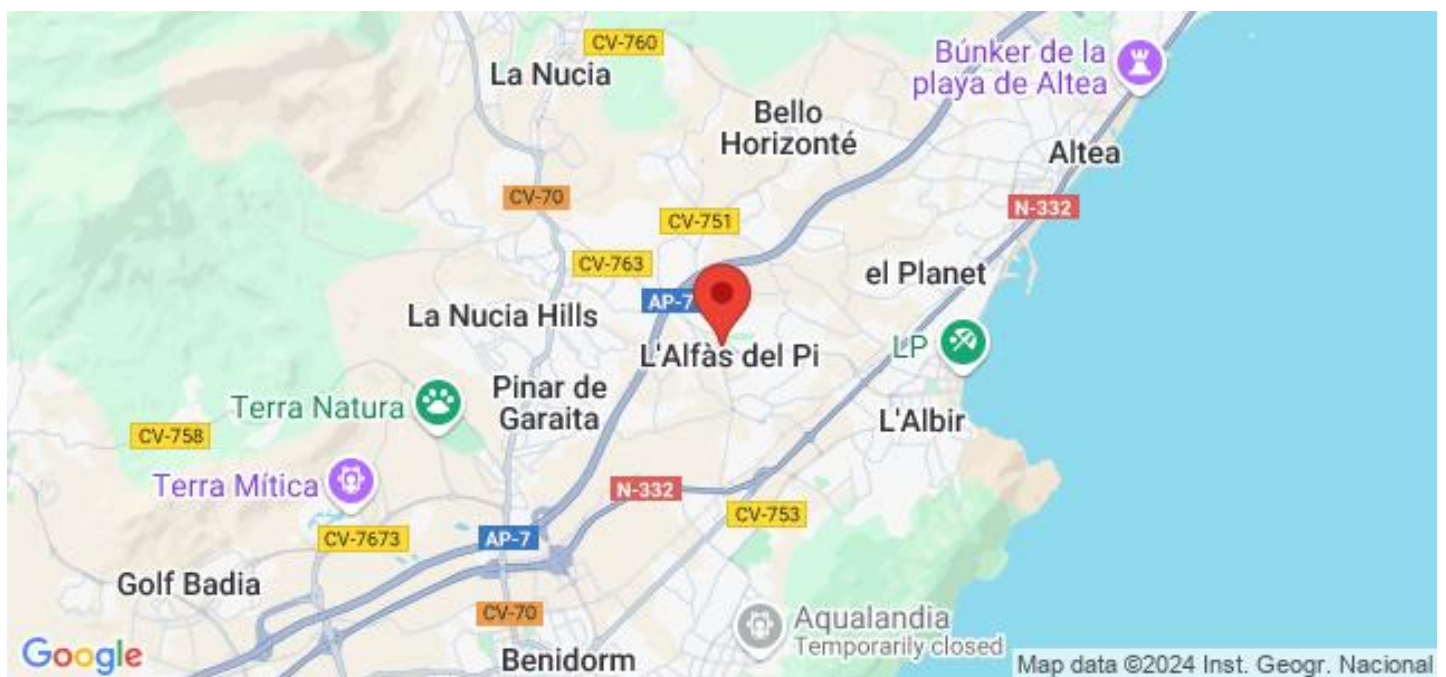 CV-760
La Nucia
Búnker de la
playa de Altea
Bello
Horizonté
Altea
CV-70
N-332
CV-751
CV-763
el Planet
AP-7
La Nucia Hills
L'Alfàs del Pi
LP
Pinar de
Garaita
Terra Natura
L'Albir
CV-758
Terra Mítica
N-332
CV-753
CV-7673
AP-7
Golf Badia
CV-70
Aqualandia
Temporarily closed
Benidorm
Google
Map data ©2024 Inst. Geogr. Nacional